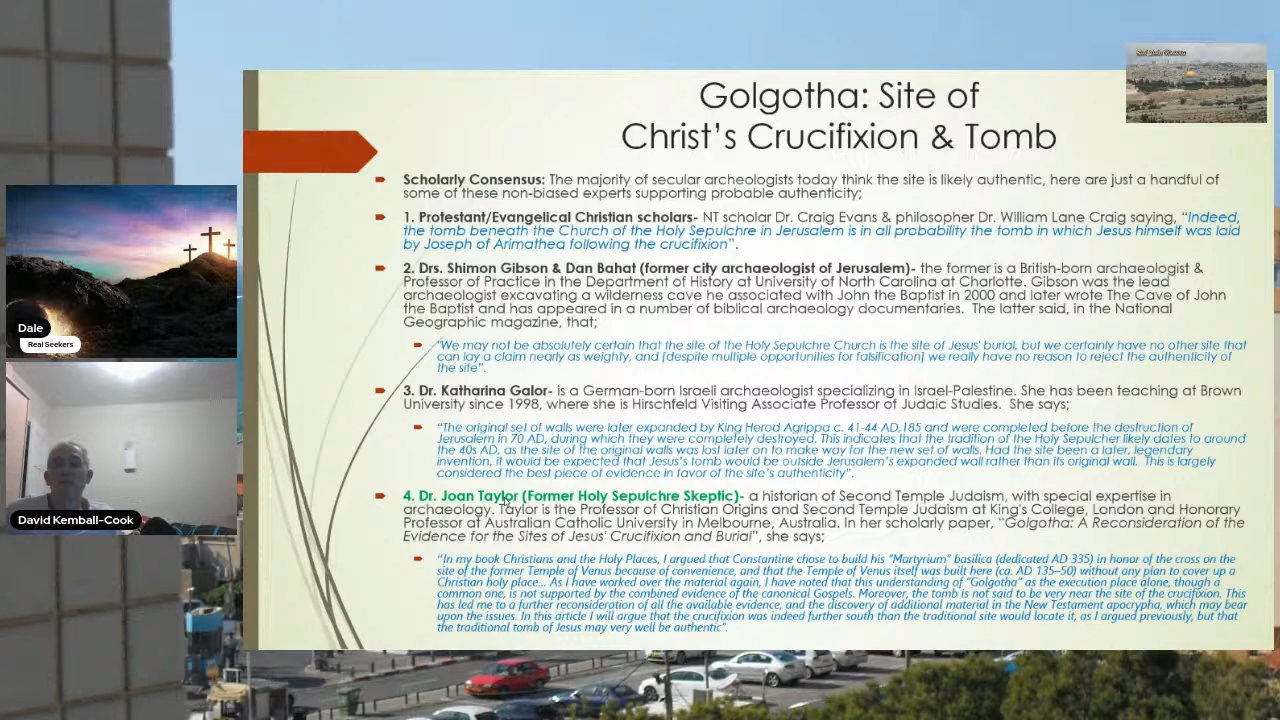 Golgotha: Site of
Christ's Crucifixion & Tomb
Scholarly Consensus: The majority of secular archeologists today think the site is likely authentic, here are just a handful of
some of these non-biased experts supporting probable authenticity;
1. Protestant/Evangelical Christian scholars- NT scholar Dr. Craig Evans & philosopher Dr. William Lane Craig saying, "Indeed,
the tomb beneath the Church of the Holy Sepulchre in Jerusalem is in all probability the tomb in which Jesus himself was laid
by Joseph of Arimathea following the crucifixion".
2. Drs. Shimon Gibson & Dan Bahat (former city archaeologist of Jerusalem)- the former is a British-born archaeologist &
Professor of Practice in the Department of History at University of North Carolina at Charlotte. Gibson was the lead
archaeologist excavating a wilderness cave he associated with John the Baptist in 2000 and later wrote The Cave of John
the Baptist and has appeared in a number of biblical archaeology documentaries. The latter said, in the National
Geographic magazine, that;
"We may not be absolutely certain that the site of the Holy Sepulchre Church is the site of Jesus' burial, but we certainly have no other site that
can lay a claim nearly as weighty, and [despite multiple opportunities for falsification] we really have no reason to reject the authenticity of
the site".
3. Dr. Katharina Galor- is a German-born Israeli archaeologist specializing in Israel-Palestine. She has been teaching at Brown
University since 1998, where she is Hirschfeld Visiting Associate Professor of Judaic Studies. She says;
"The original set of walls were later expanded by King Herod Agrippa c. 41-44 AD,185 and were completed before the destruction of
Jerusalem in 70 AD, during which they were completely destroyed. This indicates that the tradition of the Holy Sepulcher likely dates to around
the 40s AD, as the site of the original walls was lost later on to make way for the new set of walls. Had the site been a later, legendary
invention, it would be expected that Jesus's tomb would be outside Jerusalem's expanded wall rather than its original wall. This is largely
considered the best piece of evidence in favor of the site's authenticity".
4. Dr. Joan Taylor (Former Holy Sepulchre Skeptic)- a historian of Second Temple Judaism, with special expertise in
archaeology. Taylor is the Professor of Christian Origins and Second Temple Judaism at King's College, London and Honorary
Professor at Australian Catholic University in Melbourne, Australia. In her scholarly paper, "Golgotha: A Reconsideration of the
Evidence for the Sites of Jesus' Crucifixion and Burial", she says;
"In my book Christians and the Holy Places, I argued that Constantine chose to build his "Martyrium" basilica (dedicated AD 335) in honor of the cross on the
site of the former Temple of Venus because of convenience, and that the Temple of Venus itself was built here (ca. AD 135–50) without any plan to cover up a
Christian holy place... As I have worked over the material again, I have noted that this understanding of "Golgotha" as the execution place alone, though a
common one, is not supported by the combined evidence of the canonical Gospels. Moreover, the tomb is not said to be very near the site of the crucifixion. This
has led me to a further reconsideration of all the available evidence, and the discovery of additional material in the New Testament apocrypha, which may bear
upon the issues. In this article I will argue that the crucifixion was indeed further south than the traditional site would locate it, as I argued previously, but that
the traditional tomb of Jesus may very well be authentic".
Dale
Real Seekers
David Kemball-Cook